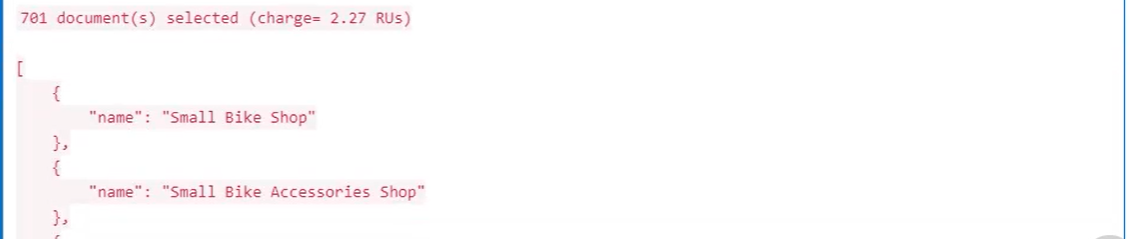 701 document(s) selected (charge= 2.27 RUs)
[
{
"name": "Small Bike Shop"
},
{
"name": "Small Bike Accessories Shop"
},
{